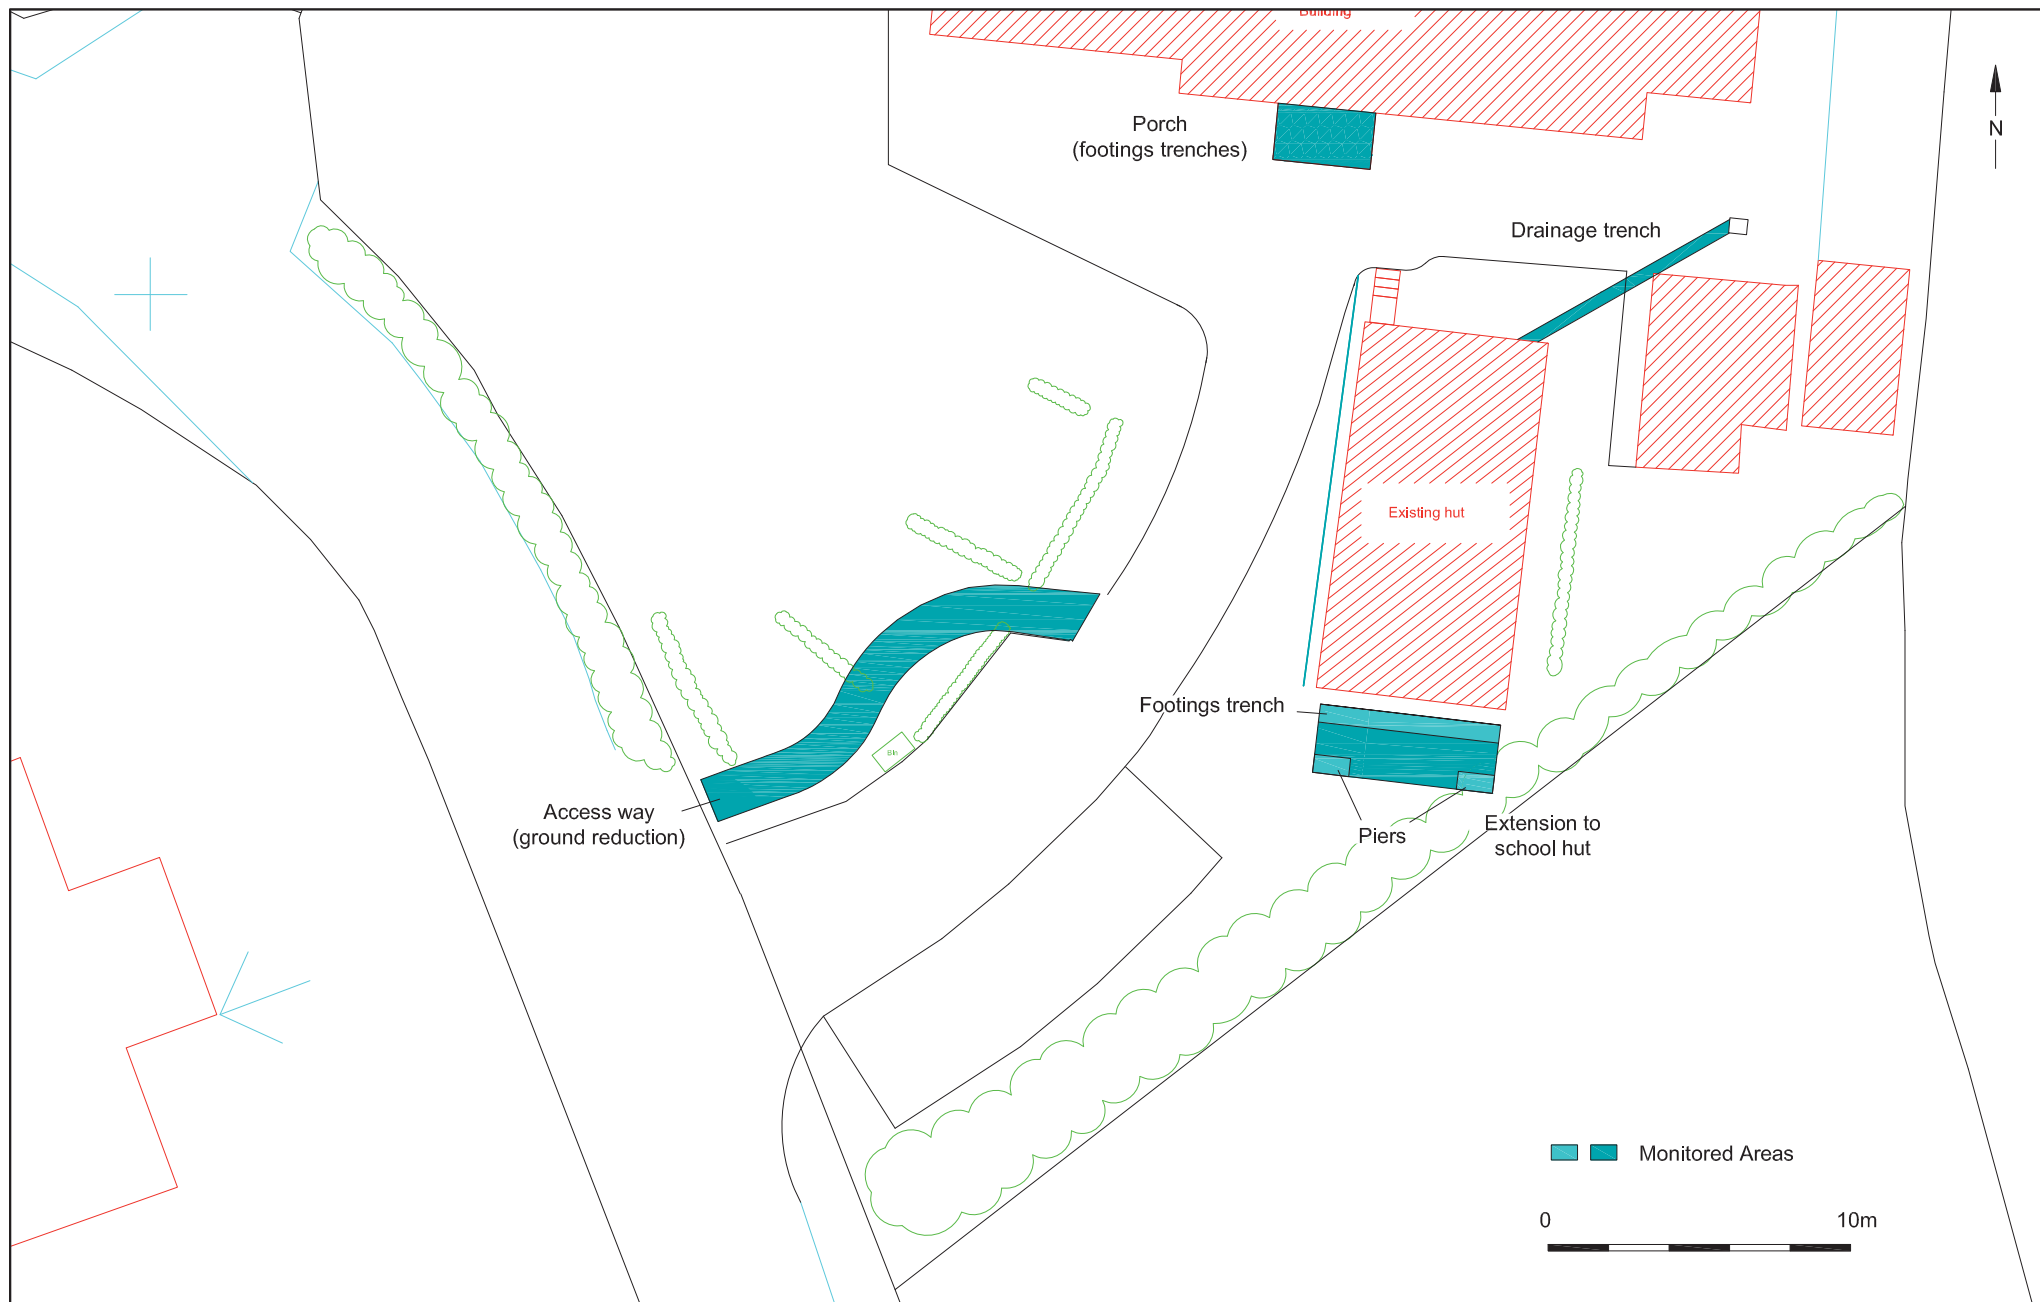 Building
Porch
(footings trenches)
N
Drainage trench
Existing hut
Footings trench
Bin
Access way
(ground reduction)
Piers
Extension to
school hut
Monitored Areas
0 10m